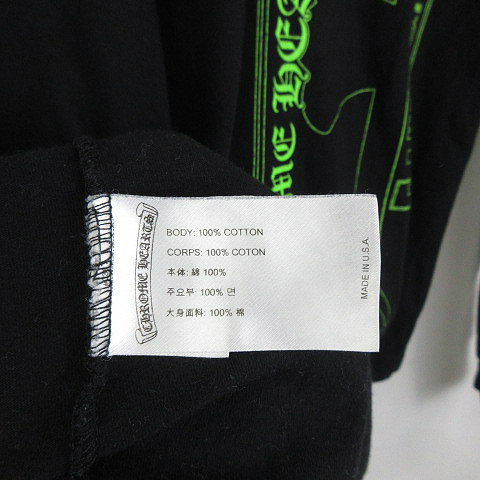 CHROME HEARTS
BODY: 100% COTTON
CORPS: 100% COTON
本体: 綿 100%
주요부: 100% 면
大身面料: 100% 棉
MADE IN U.S.A.